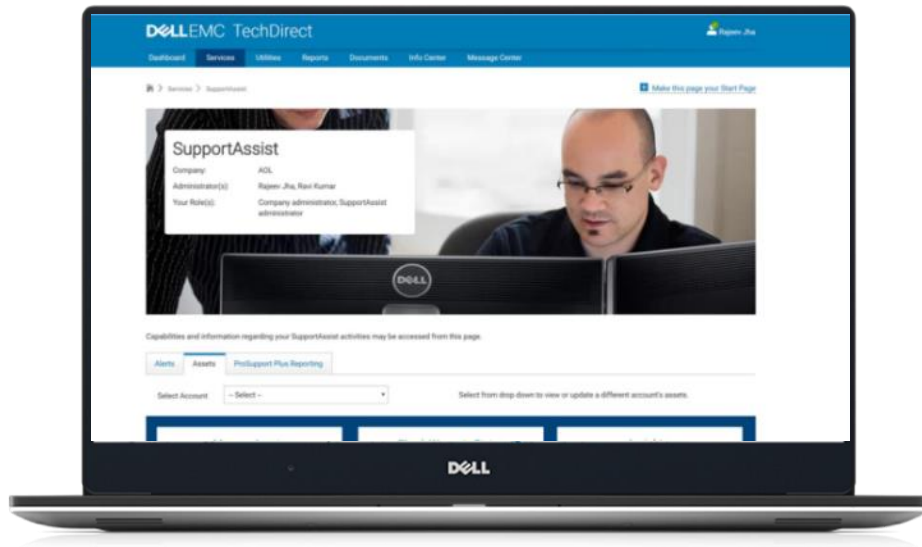 DELLEMC TechDirect
Rajeev Jha
Dashboard Services Utilities Reports Documents Info Center Message Center
Services > SupportAssist
Make this page your Start Page
SupportAssist
Company: AOL
Administrator(s): Rajeev Jha, Ravi Kumar
Your Role(s): Company administrator, SupportAssist
administrator
DELL
Capabilities and information regarding your SupportAssist activities may be accessed from this page.
Alerts Assets ProSupport Plus Reporting
Select Account -- Select -- Select from drop down to view or update a different account's assets.
DELL